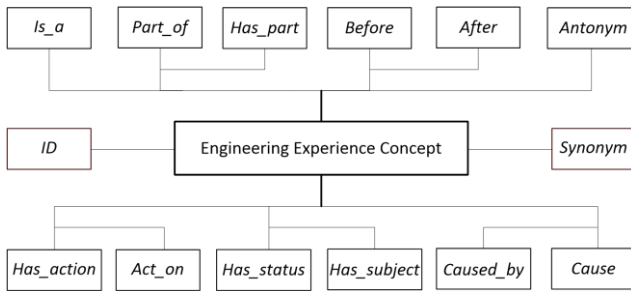 Is_a Part_of Has_part Before After Antonym
ID Engineering Experience Concept Synonym
Has_action Act_on Has_status Has_subject Caused_by Cause